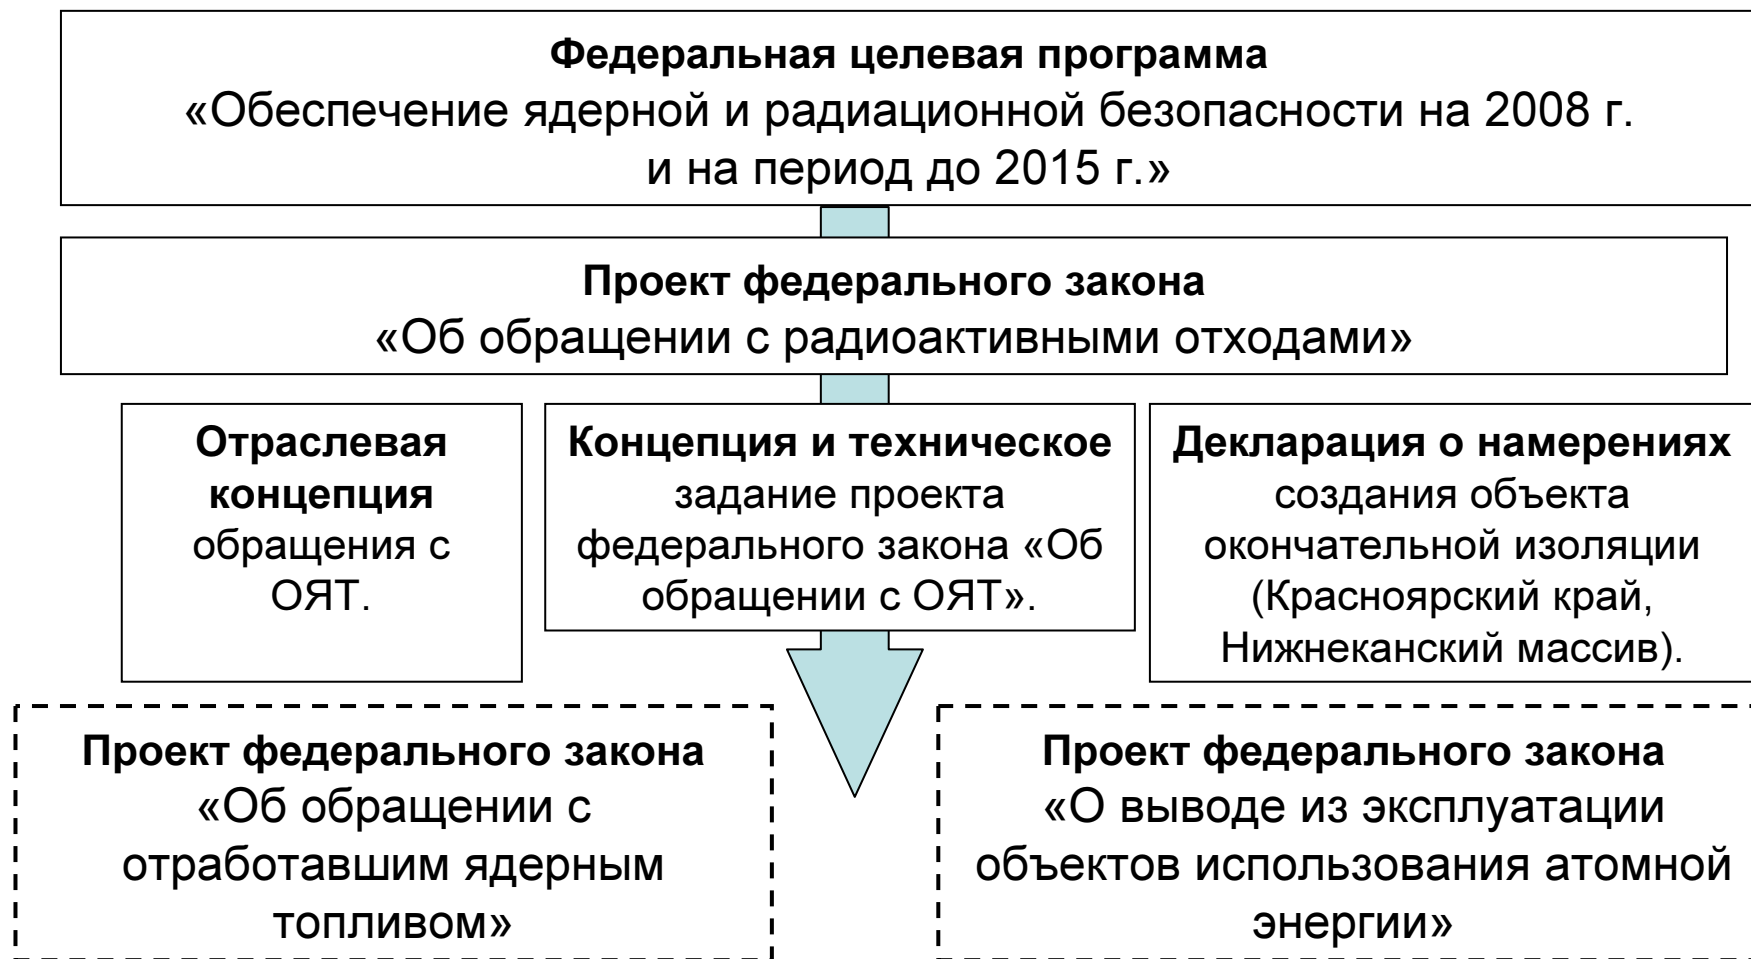 Федеральная целевая программа
«Обеспечение ядерной и радиационной безопасности на 2008 г.
и на период до 2015 г.»
Проект федерального закона
«Об обращении с радиоактивными отходами»
Отраслевая
концепция
обращения с
ОЯТ.
Концепция и техническое
задание проекта
федерального закона «Об
обращении с ОЯТ».
Декларация о намерениях
создания объекта
окончательной изоляции
(Красноярский край,
Нижнеканский массив).
Проект федерального закона
«Об обращении с
отработавшим ядерным
топливом»
Проект федерального закона
«О выводе из эксплуатации
объектов использования атомной
энергии»